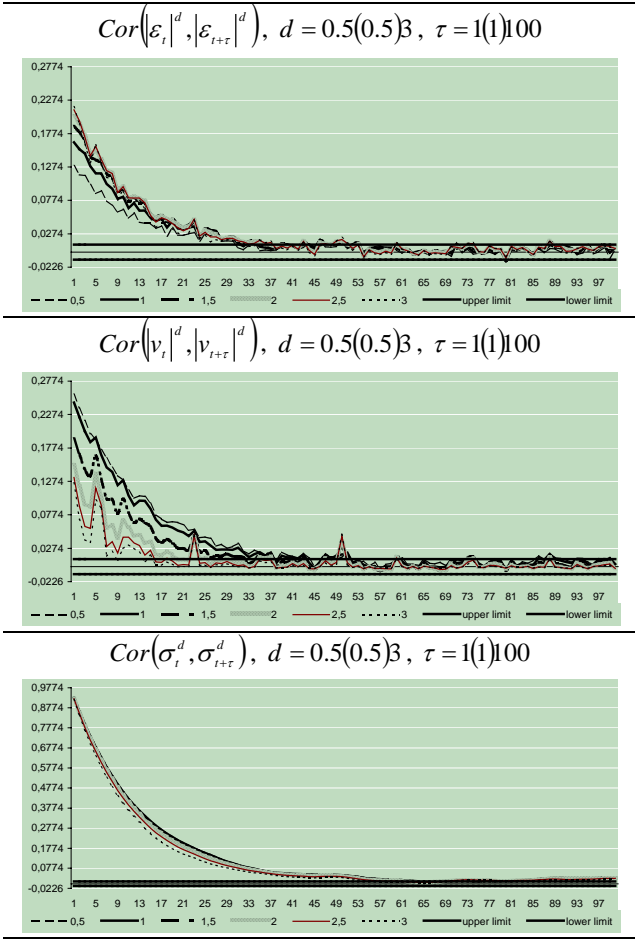 Cor(|ε_t|^d, |ε_{t+τ}|^d), d = 0.5(0.5)3, τ = 1(1)100
0,2774
0,2274
0,1774
0,1274
0,0774
0,0274
-0,0226
1 5 9 13 17 21 25 29 33 37 41 45 49 53 57 61 65 69 73 77 81 85 89 93 97
0,5 1 1,5 2 2,5 3 upper limit lower limit
Cor(|v_t|^d, |v_{t+τ}|^d), d = 0.5(0.5)3, τ = 1(1)100
0,2774
0,2274
0,1774
0,1274
0,0774
0,0274
-0,0226
1 5 9 13 17 21 25 29 33 37 41 45 49 53 57 61 65 69 73 77 81 85 89 93 97
0,5 1 1,5 2 2,5 3 upper limit lower limit
Cor(σ_t^d, σ_{t+τ}^d), d = 0.5(0.5)3, τ = 1(1)100
0,9774
0,8774
0,7774
0,6774
0,5774
0,4774
0,3774
0,2774
0,1774
0,0774
-0,0226
1 5 9 13 17 21 25 29 33 37 41 45 49 53 57 61 65 69 73 77 81 85 89 93 97
0,5 1 1,5 2 2,5 3 upper limit lower limit